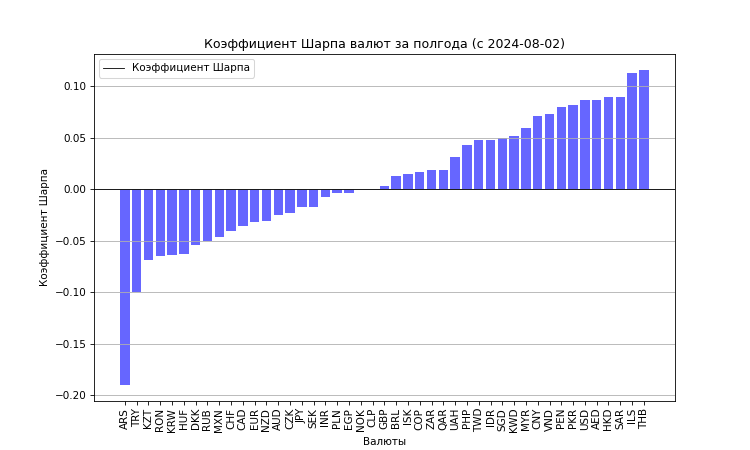 Коэффициент Шарпа валют за полгода (с 2024-08-02)
Коэффициент Шарпа
0.10
0.05
0.00
−0.05
−0.10
−0.15
−0.20
Коэффициент Шарпа
ARS
TRY
KZT
RON
KRW
HUF
DKK
RUB
MXN
CHF
CAD
EUR
NZD
AUD
CZK
JPY
SEK
INR
PLN
EGP
NOK
CLP
GBP
BRL
ISK
COP
ZAR
QAR
UAH
PHP
TWD
IDR
SGD
KWD
MYR
CNY
VND
PEN
PKR
USD
AED
HKD
SAR
ILS
THB
Валюты